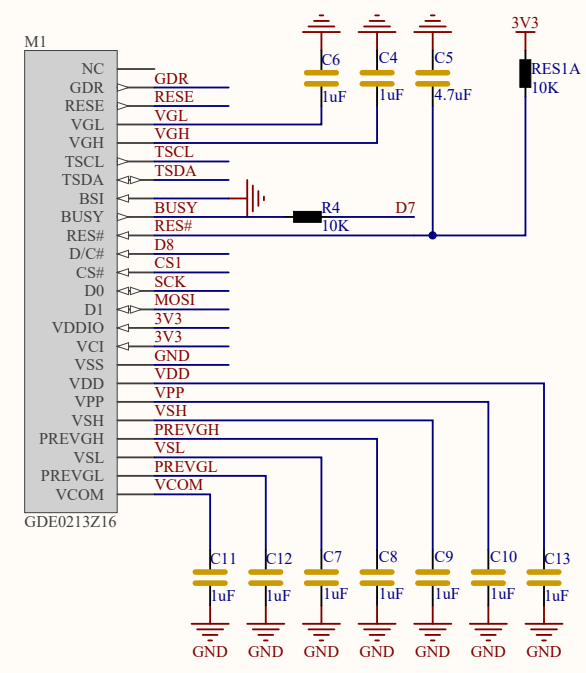 3V3
M1
C6
C4
C5
RES1A
1uF
1uF
4.7uF
10K
NC
GDR GDR
RESE RESE
VGL VGL
VGH VGH
TSCL TSCL
TSDA TSDA
BSI
BUSY BUSY R4 D7
RES# RES# 10K
D/C# D8
CS# CS1
D0 SCK
D1 MOSI
VDDIO 3V3
VCI 3V3
VSS GND
VDD VDD
VPP VPP
VSH VSH
PREVGH PREVGH
VSL VSL
PREVGL PREVGL
VCOM VCOM
GDE0213Z16
C11 C12 C7 C8 C9 C10 C13
1uF 1uF 1uF 1uF 1uF 1uF 1uF
GND GND GND GND GND GND GND